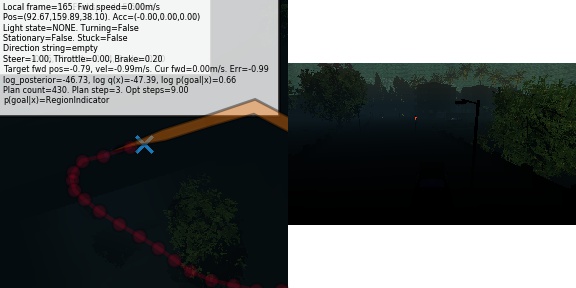 Local frame=165. Fwd speed=0.00m/s
Pos=(92.67,159.89,38.10). Acc=(-0.00,0.00,0.00)
Light state=NONE. Turning=False
Stationary=False. Stuck=False
Direction string=empty
Steer=1.00, Throttle=0.00, Brake=0.20
Target fwd pos=-0.79, vel=-0.99m/s. Cur fwd=0.00m/s. Err=-0.99
log_posterior=-46.73, log q(x)=-47.39, log p(goal|x)=0.66
Plan count=430. Plan step=3. Opt steps=9.00
p(goal|x)=RegionIndicator